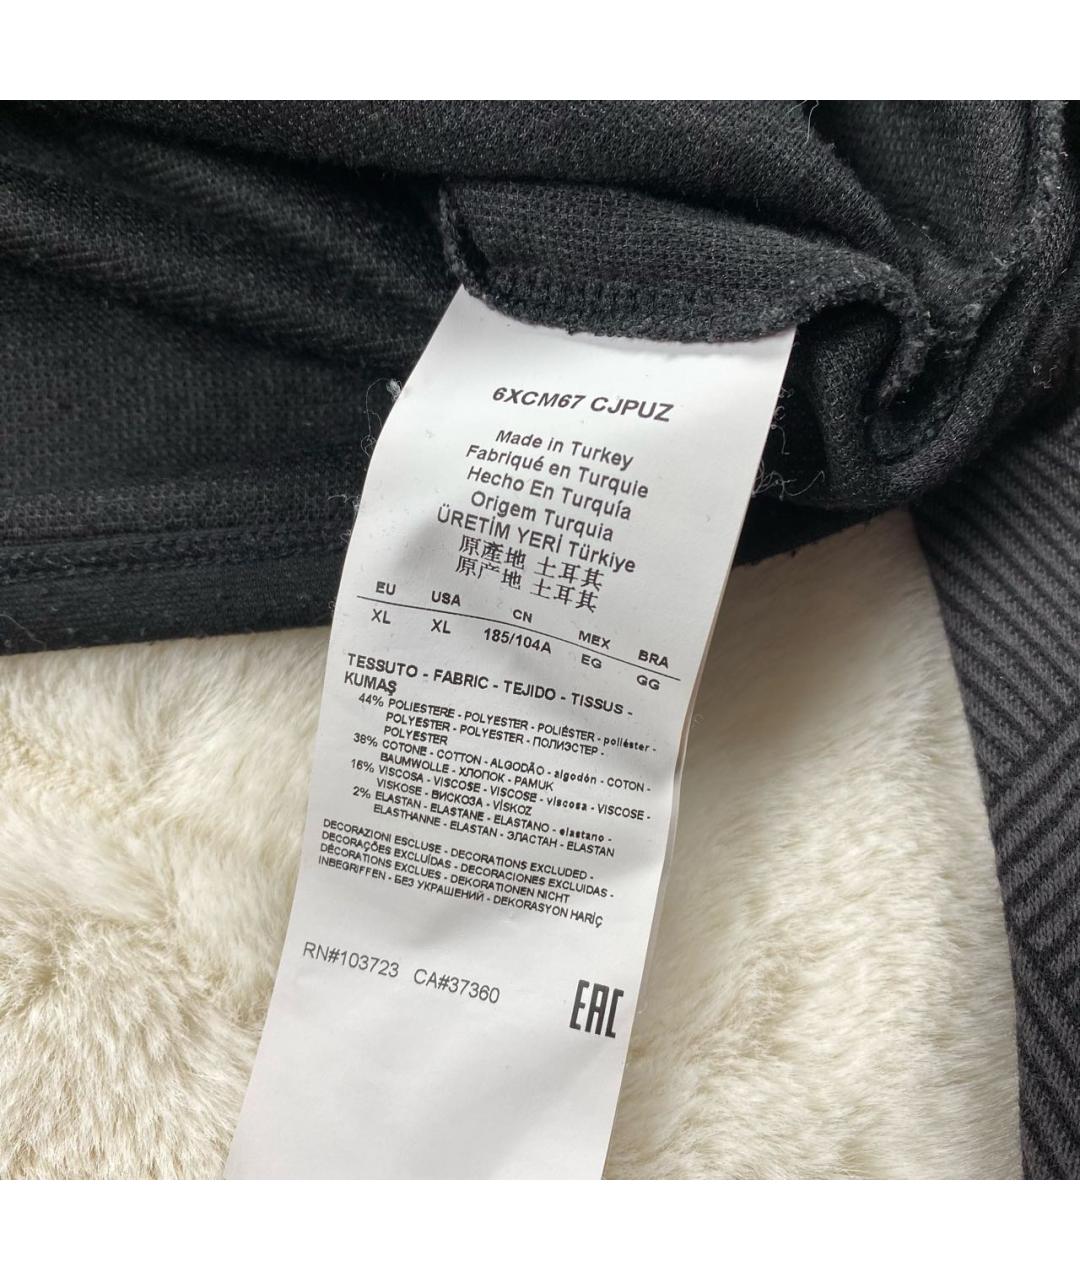 6XCM67 CJPUZ
Made in Turkey
Fabriqué en Turquie
Hecho En Turquía
Origem Turquia
ÜRETİM YERİ Türkiye
原產地 土耳其
原产地 土耳其
EU USA CN MEX BRA
XL XL 185/104A EG GG
TESSUTO - FABRIC - TEJIDO - TISSUS -
KUMAŞ
44% POLIESTERE - POLYESTER - POLIÉSTER - poliéster -
POLYESTER - POLYESTER - ПОЛИЭСТЕР -
POLYESTER
38% COTONE - COTTON - ALGODÃO - algodón - COTON -
BAUMWOLLE - ХЛОПОК - PAMUK
16% VISCOSA - VISCOSE - VISCOSE - viscosa - VISCOSE -
VISKOSE - ВИСКОЗА - VİSKOZ
2% ELASTAN - ELASTANE - ELASTANO - elastano -
ELASTHANNE - ELASTAN - ЭЛАСТАН - ELASTAN
DECORAZIONI ESCLUSE - DECORATIONS EXCLUDED -
DECORAÇÕES EXCLUÍDAS - DECORACIONES EXCLUIDAS -
DÉCORATIONS EXCLUES - DEKORATIONEN NICHT
INBEGRIFFEN - БЕЗ УКРАШЕНИЙ - DEKORASYON HARİÇ
RN#103723 CA#37360
EAC